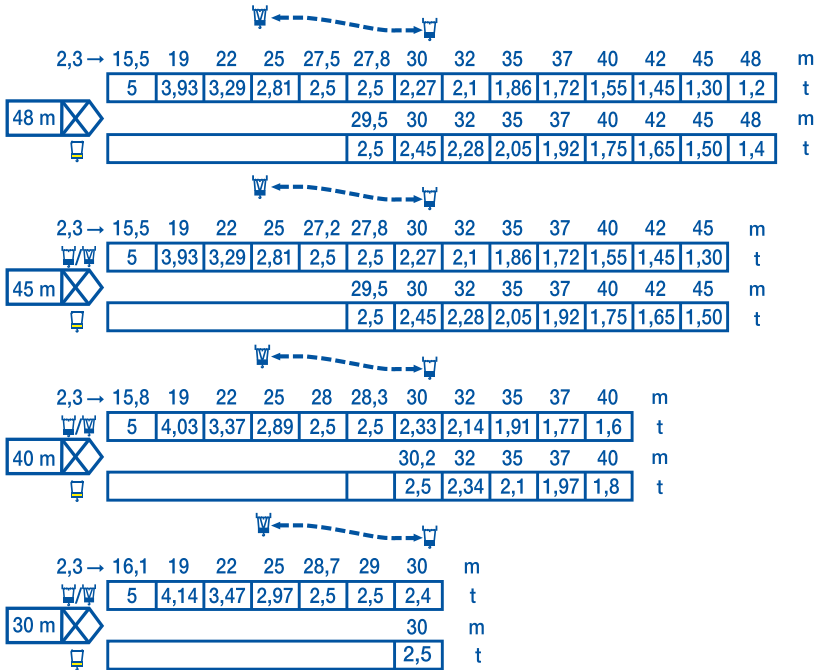 2,3 → 15,5 19 22 25 27,5 27,8 30 32 35 37 40 42 45 48 m
5 3,93 3,29 2,81 2,5 2,5 2,27 2,1 1,86 1,72 1,55 1,45 1,30 1,2 t
48 m
29,5 30 32 35 37 40 42 45 48 m
2,5 2,45 2,28 2,05 1,92 1,75 1,65 1,50 1,4 t
2,3 → 15,5 19 22 25 27,2 27,8 30 32 35 37 40 42 45 m
/ 5 3,93 3,29 2,81 2,5 2,5 2,27 2,1 1,86 1,72 1,55 1,45 1,30 t
45 m
29,5 30 32 35 37 40 42 45 m
2,5 2,45 2,28 2,05 1,92 1,75 1,65 1,50 t
2,3 → 15,8 19 22 25 28 28,3 30 32 35 37 40 m
/ 5 4,03 3,37 2,89 2,5 2,5 2,33 2,14 1,91 1,77 1,6 t
40 m
30,2 32 35 37 40 m
2,5 2,34 2,1 1,97 1,8 t
2,3 → 16,1 19 22 25 28,7 29 30 m
/ 5 4,14 3,47 2,97 2,5 2,5 2,4 t
30 m
30 m
2,5 t